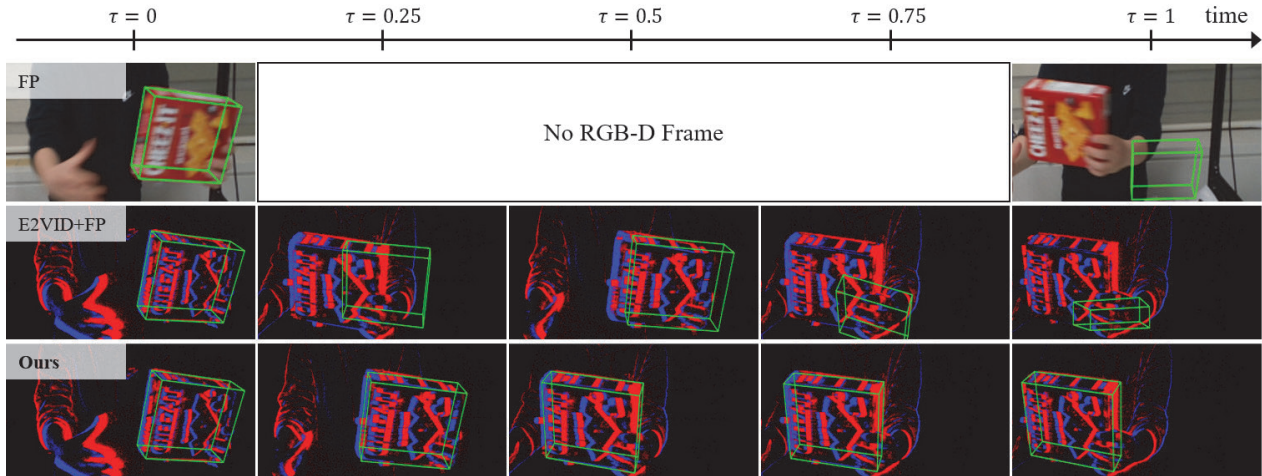 τ = 0 τ = 0.25 τ = 0.5 τ = 0.75 τ = 1 time
FP
CHEEZ-IT
No RGB-D Frame
CHEEZ-IT
E2VID+FP
Ours